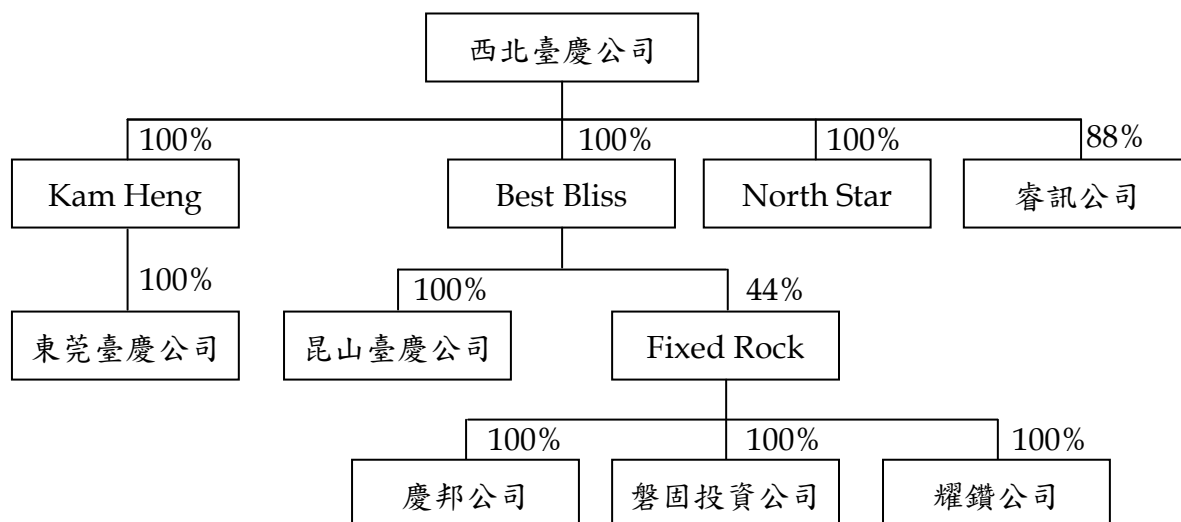 西北臺慶公司
100%
100%
100%
88%
Kam Heng
Best Bliss
North Star
睿訊公司
100%
100%
44%
東莞臺慶公司
昆山臺慶公司
Fixed Rock
100%
100%
100%
慶邦公司
磐固投資公司
耀鑽公司